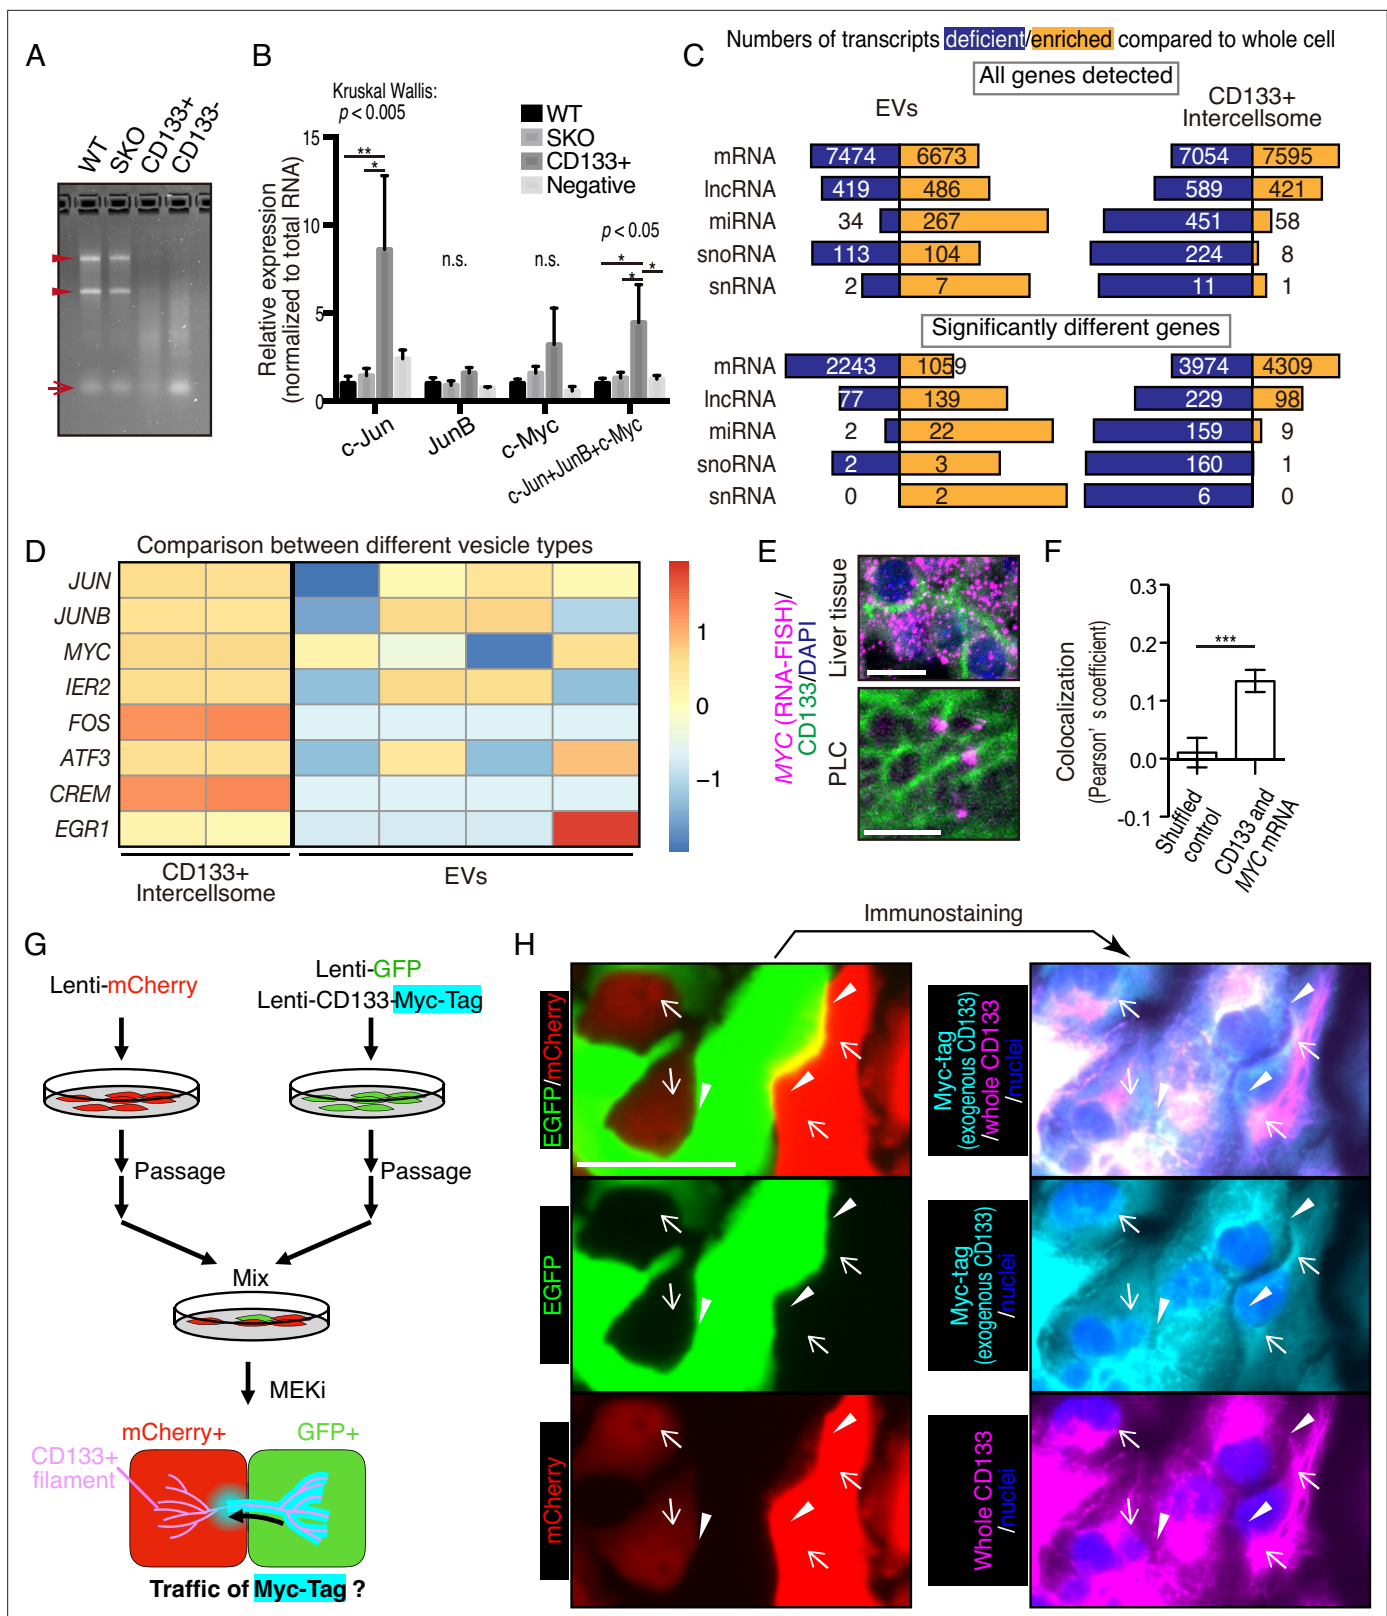 A
WT
SKO
CD133+
CD133-
B
Kruskal Wallis:
p < 0.005
WT
SKO
CD133+
Negative
Relative expression
(normalized to total RNA)
15
10
5
0
**
*
n.s.
n.s.
p < 0.05
*
*
*
c-Jun
JunB
c-Myc
c-Jun+JunB+c-Myc
C
Numbers of transcripts deficient/enriched compared to whole cell
All genes detected
EVs
CD133+
Intercellsome
mRNA 7474 6673 7054 7595
lncRNA 419 486 589 421
miRNA 34 267 451 58
snoRNA 113 104 224 8
snRNA 2 7 11 1
Significantly different genes
mRNA 2243 1059 3974 4309
lncRNA 77 139 229 98
miRNA 2 22 159 9
snoRNA 2 3 160 1
snRNA 0 2 6 0
D
Comparison between different vesicle types
JUN
JUNB
MYC
IER2
FOS
ATF3
CREM
EGR1
1
0
−1
CD133+
Intercellsome
EVs
E
MYC (RNA-FISH)/
CD133/DAPI
Liver tissue
PLC
F
Colocalization
(Pearson' s coefficient)
0.3
0.2
0.1
0.0
-0.1
***
Shuffled
control
CD133 and
MYC mRNA
G
Lenti-mCherry
Lenti-GFP
Lenti-CD133-Myc-Tag
Passage
Passage
Mix
MEKi
mCherry+
GFP+
CD133+
filament
Traffic of Myc-Tag ?
H
Immunostaining
EGFP/mCherry
EGFP
mCherry
Myc-tag
(exogenous CD133)
/whole CD133
/nuclei
Myc-tag
(exogenous CD133)
/nuclei
Whole CD133
/nuclei